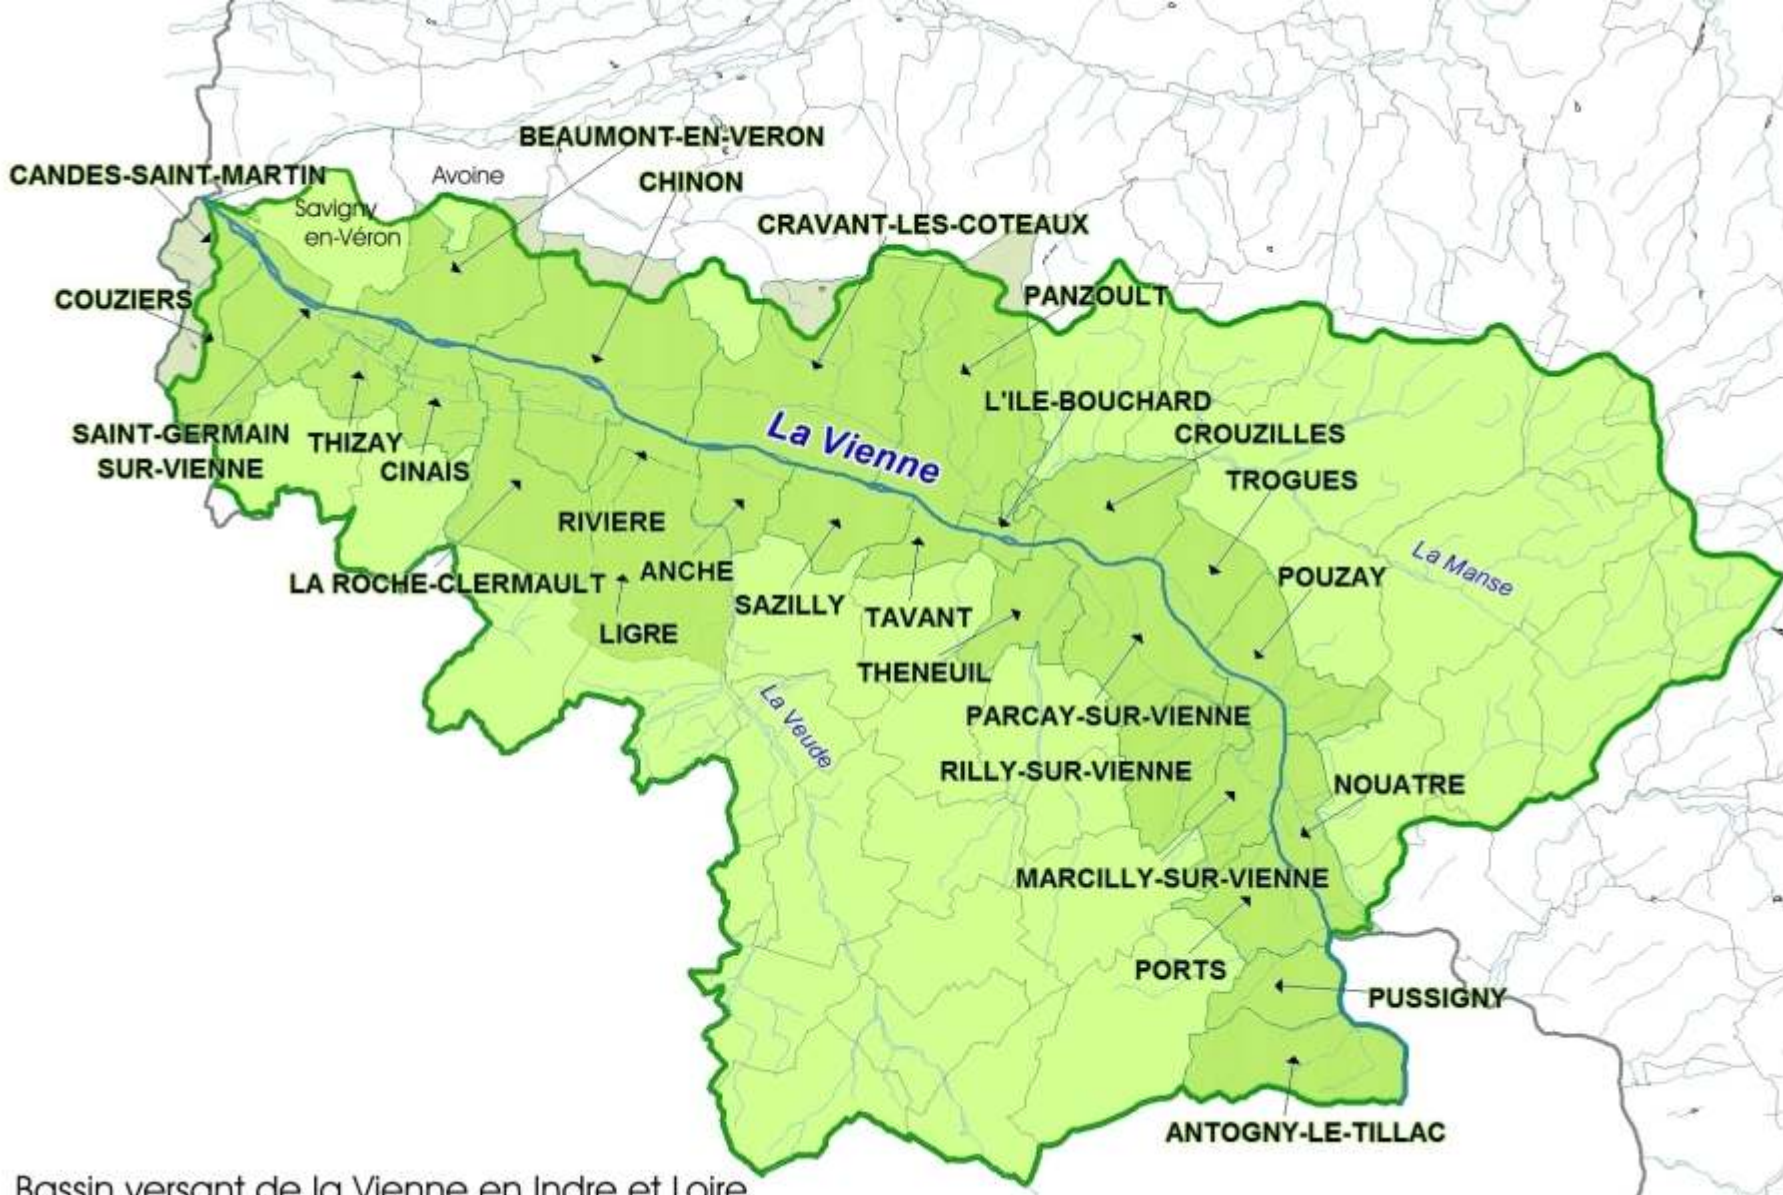 BEAUMONT-EN-VERON
CANDES-SAINT-MARTIN
Avoine
CHINON
Savigny
en-Véron
CRAVANT-LES-COTEAUX
COUZIERS
PANZOULT
L'ILE-BOUCHARD
La Vienne
SAINT-GERMAIN
SUR-VIENNE
THIZAY
CINAIS
CROUZILLES
TROGUES
RIVIERE
La Manse
LA ROCHE-CLERMAULT
ANCHE
POUZAY
SAZILLY
TAVANT
LIGRE
THENEUIL
La Veude
PARCAY-SUR-VIENNE
RILLY-SUR-VIENNE
NOUATRE
MARCILLY-SUR-VIENNE
PORTS
PUSSIGNY
ANTOGNY-LE-TILLAC
Bassin versant de la Vienne en Indre et Loire